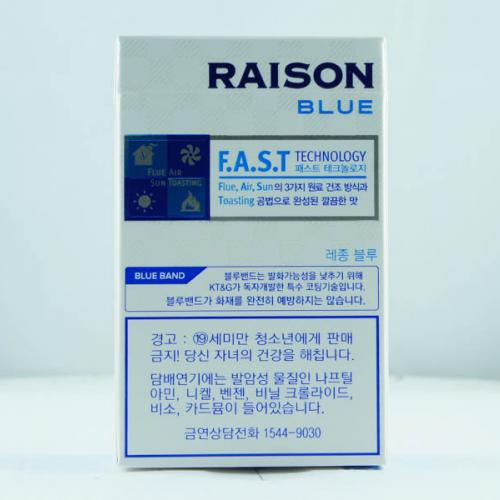 RAISON
BLUE
FLUE AIR
SUN TOASTING
F.A.S.T TECHNOLOGY
패스트 테크놀로지
Flue, Air, Sun의 3가지 원료 건조 방식과
Toasting 공법으로 완성된 깔끔한 맛
레종 블루
BLUE BAND
블루밴드는 발화가능성을 낮추기 위해
KT&G가 독자개발한 특수 코팅기술입니다.
블루밴드가 화재를 완전히 예방하지는 않습니다.
경고 : ⑲세미만 청소년에게 판매
금지! 당신 자녀의 건강을 해칩니다.
담배연기에는 발암성 물질인 나프틸
아민, 니켈, 벤젠, 비닐 크롤라이드,
비소, 카드뮴이 들어있습니다.
금연상담전화 1544-9030